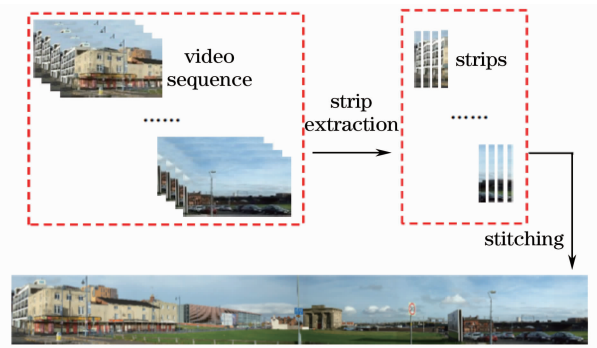 video
sequence
......
strip
extraction
strips
......
stitching